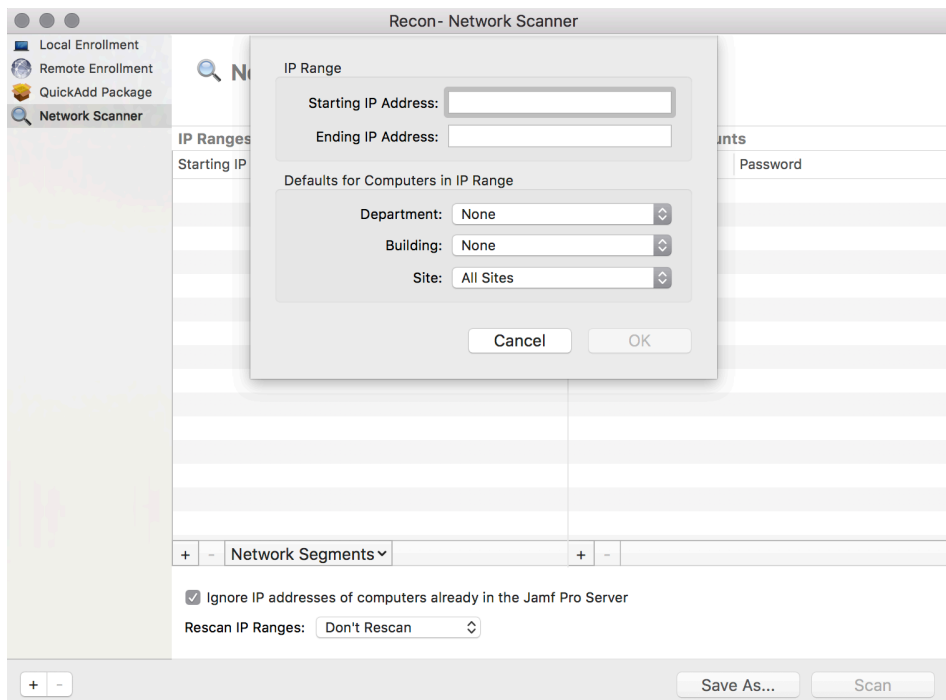 Recon- Network Scanner
Local Enrollment
Remote Enrollment
QuickAdd Package
Network Scanner
IP Range
Starting IP Address:
Ending IP Address:
Defaults for Computers in IP Range
Department: None
Building: None
Site: All Sites
Cancel OK
IP Ranges
Starting IP
Password
+ - Network Segments
+ -
Ignore IP addresses of computers already in the Jamf Pro Server
Rescan IP Ranges: Don't Rescan
+ - Save As... Scan